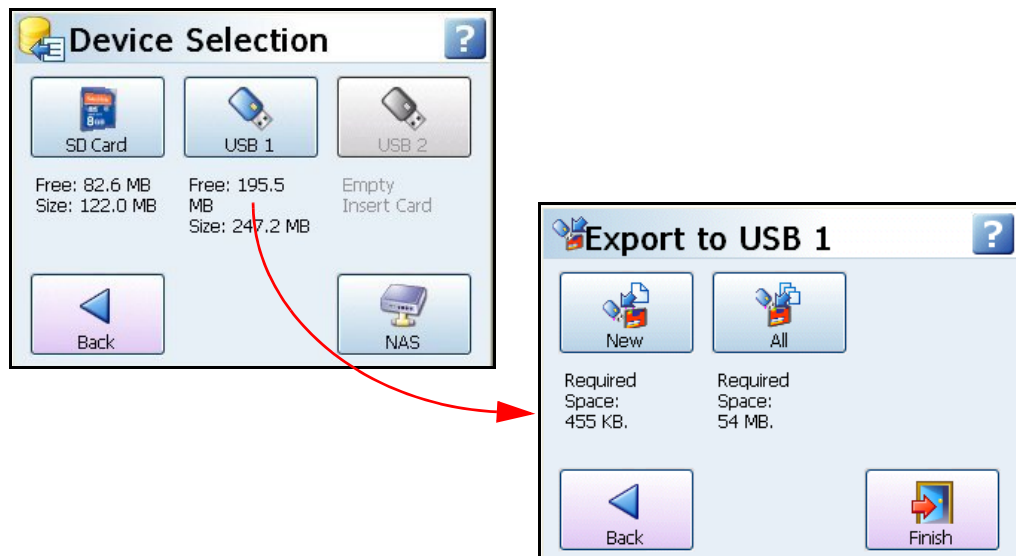 Device Selection
?
8GB
SD Card
USB 1
USB 2
Free: 82.6 MB
Size: 122.0 MB
Free: 195.5
MB
Size: 247.2 MB
Empty
Insert Card
Back
NAS
Export to USB 1
?
New
All
Required
Space:
455 KB.
Required
Space:
54 MB.
Back
Finish